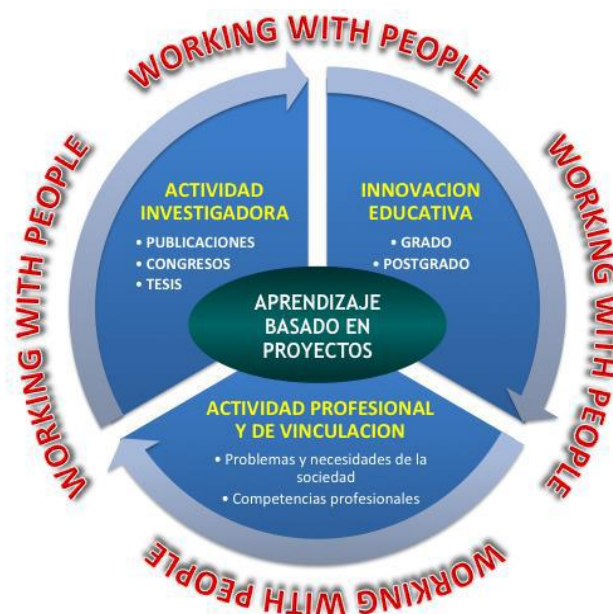 WORKING WITH PEOPLE
WORKING WITH PEOPLE
WORKING WITH PEOPLE
WORKING WITH PEOPLE
ACTIVIDAD
INVESTIGADORA
• PUBLICACIONES
• CONGRESOS
• TESIS
INNOVACION
EDUCATIVA
• GRADO
• POSTGRADO
APRENDIZAJE
BASADO EN
PROYECTOS
ACTIVIDAD PROFESIONAL
Y DE VINCULACION
• Problemas y necesidades de la
sociedad
• Competencias profesionales